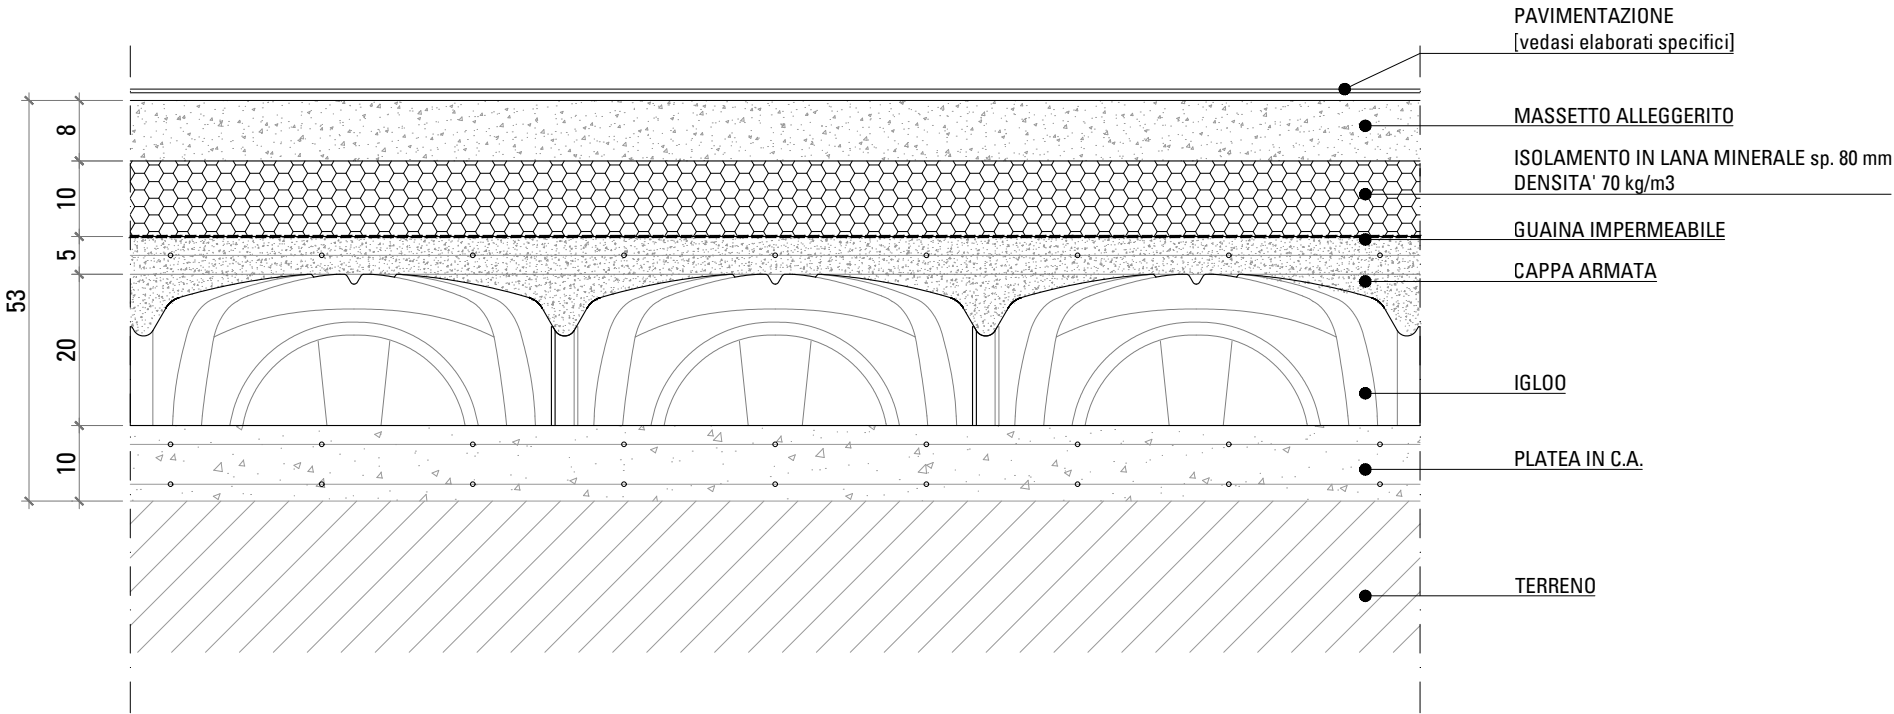 PAVIMENTAZIONE
[vedasi elaborati specifici]
MASSETTO ALLEGGERITO
ISOLAMENTO IN LANA MINERALE sp. 80 mm
DENSITA' 70 kg/m3
GUAINA IMPERMEABILE
CAPPA ARMATA
IGLOO
PLATEA IN C.A.
TERRENO
53
8
10
5
20
10